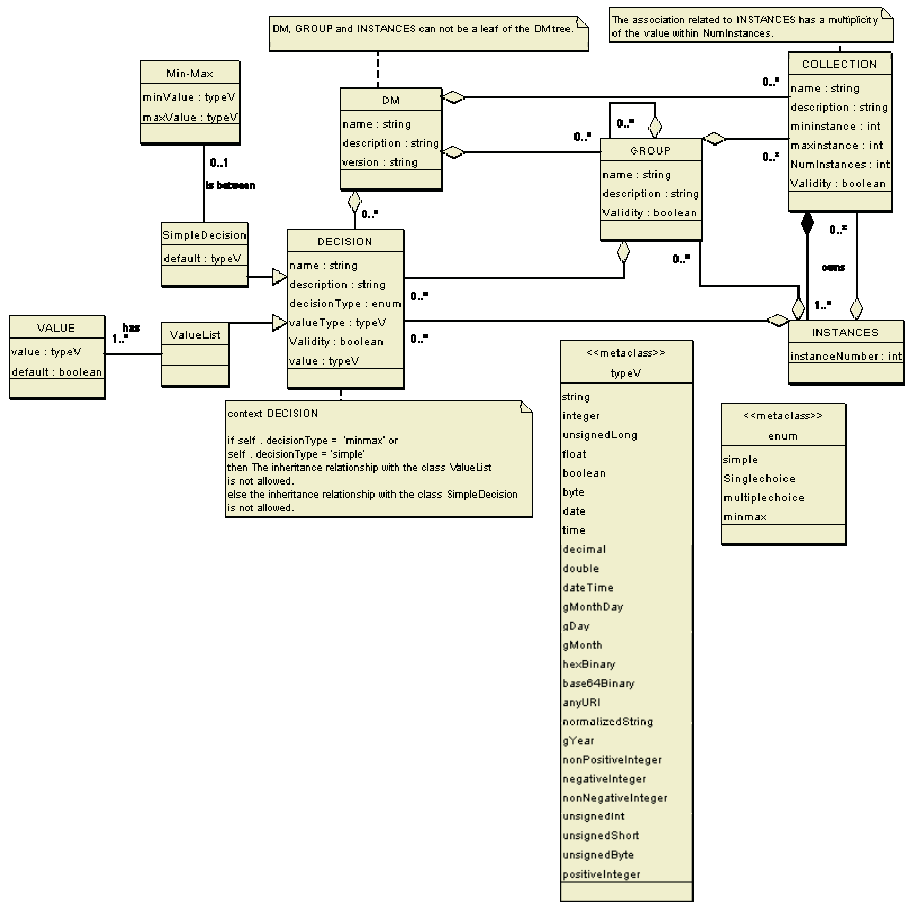 DM, GROUP and INSTANCES can not be a leaf of the DM tree.
The association related to INSTANCES has a multiplicity
of the value within NumInstances.
Min-Max
minValue : typeV
maxValue : typeV
0..1
is between
SimpleDecision
default : typeV
DM
name : string
description : string
version : string
0..*
COLLECTION
name : string
description : string
mininstance : int
maxinstance : int
NumInstances : int
Validity : boolean
0..*
0..*
0..*
0..*
GROUP
name : string
description : string
Validity : boolean
0..*
0..*
owns
1..*
INSTANCES
instanceNumber : int
DECISION
name : string
description : string
decisionType : enum
valueType : typeV
Validity : boolean
value : typeV
0..*
0..*
VALUE
value : typeV
default : boolean
has
1..*
ValueList
context DECISION
if self . decisionType = 'minmax' or
self . decisionType = 'simple'
then The inheritance relationship with the class ValueList
is not allowed.
else the inheritance relationship with the class SimpleDecision
is not allowed.
<<metaclass>>
typeV
string
integer
unsignedLong
float
boolean
byte
date
time
decimal
double
dateTime
gMonthDay
gDay
gMonth
hexBinary
base64Binary
anyURI
normalizedString
gYear
nonPositiveInteger
negativeInteger
nonNegativeInteger
unsignedInt
unsignedShort
unsignedByte
positiveInteger
<<metaclass>>
enum
simple
Singlechoice
multiplechoice
minmax